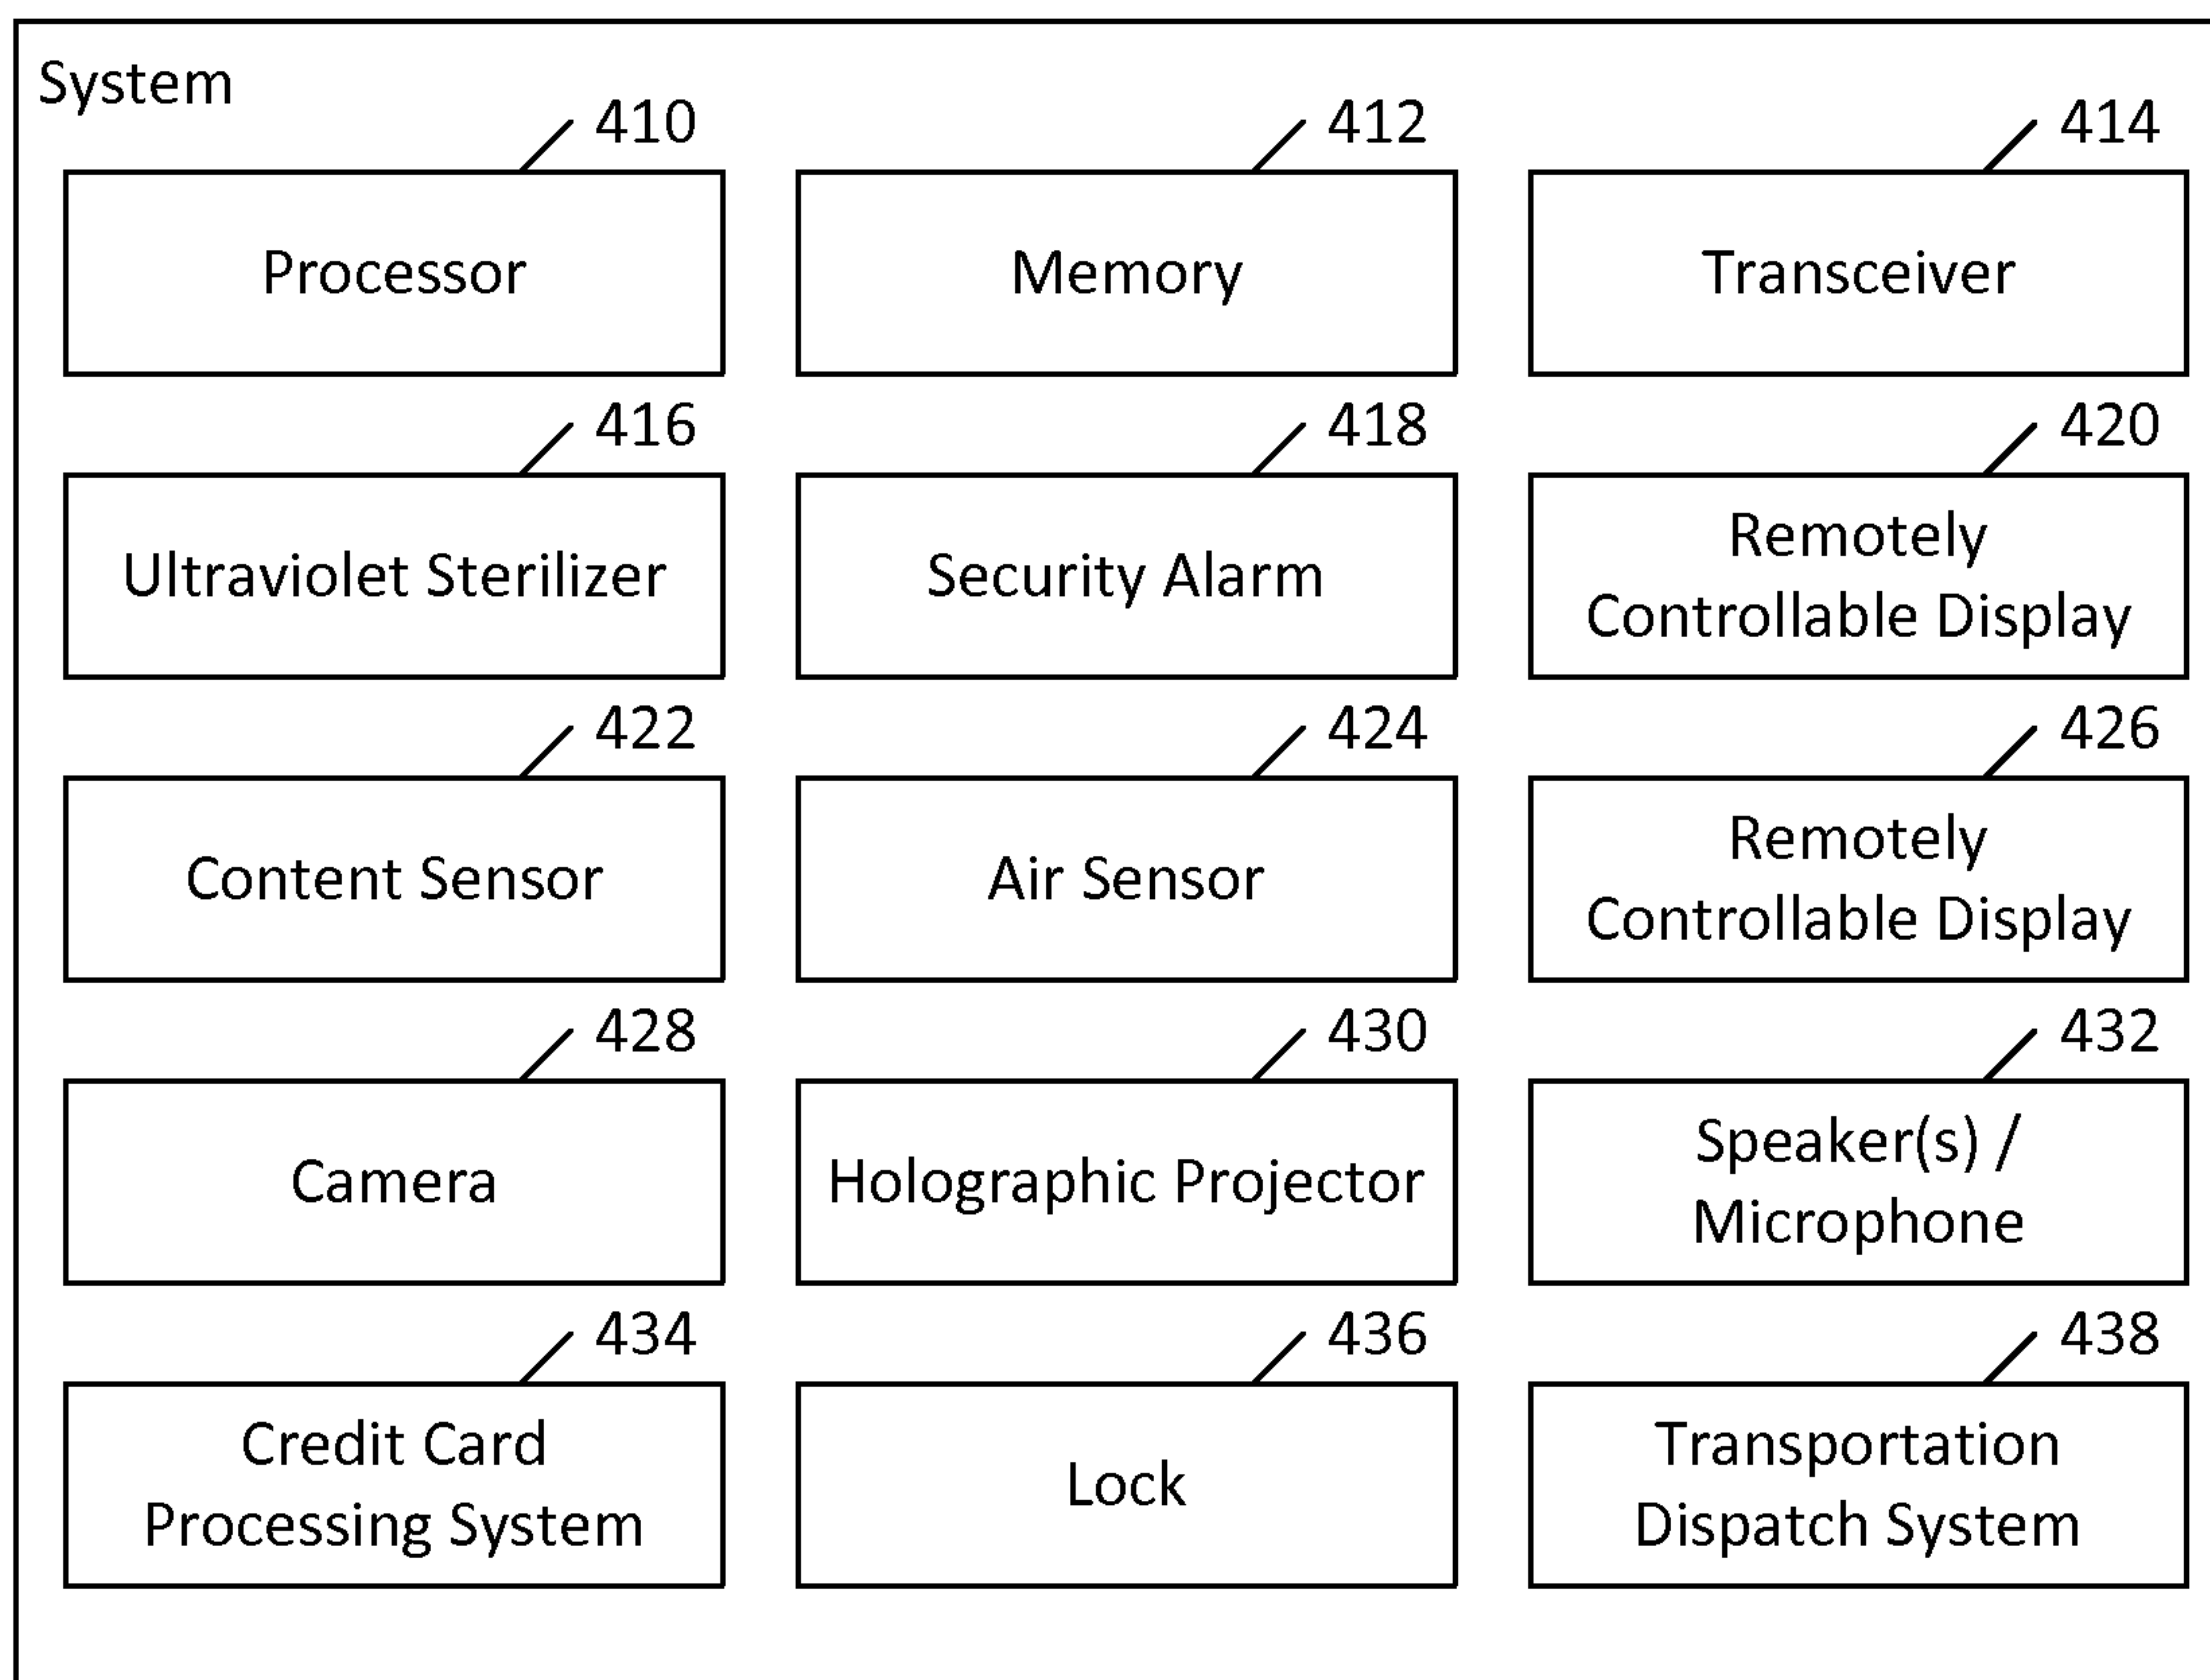 System
410
412
414
Processor
Memory
Transceiver
416
418
420
Ultraviolet Sterilizer
Security Alarm
Remotely
Controllable Display
422
424
426
Content Sensor
Air Sensor
Remotely
Controllable Display
428
430
432
Camera
Holographic Projector
Speaker(s) /
Microphone
434
436
438
Credit Card
Processing System
Lock
Transportation
Dispatch System